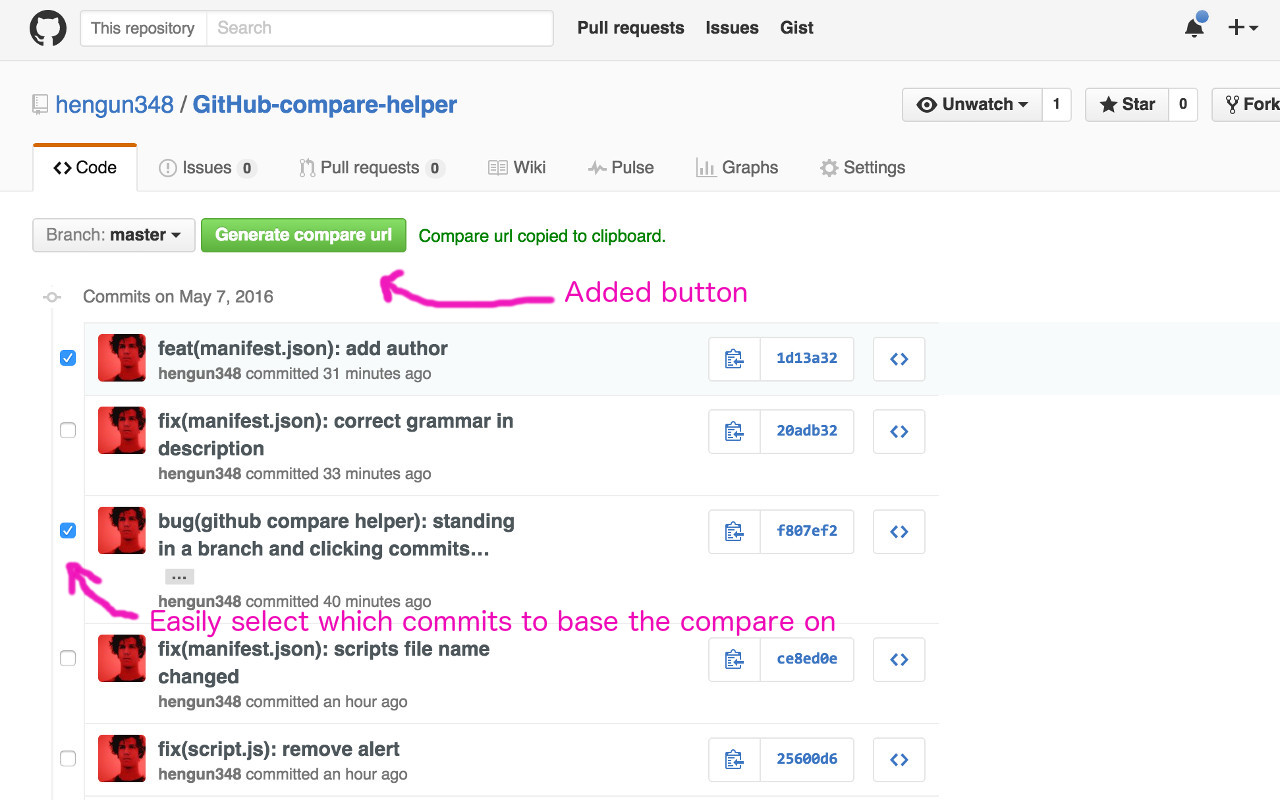 This repository Search Pull requests Issues Gist
hengun348 / GitHub-compare-helper Unwatch 1 Star 0 Fork
Code Issues 0 Pull requests 0 Wiki Pulse Graphs Settings
Branch: master Generate compare url Compare url copied to clipboard.
Added button
Commits on May 7, 2016
feat(manifest.json): add author
hengun348 committed 31 minutes ago
1d13a32
fix(manifest.json): correct grammar in
description
hengun348 committed 33 minutes ago
20adb32
bug(github compare helper): standing
in a branch and clicking commits…
…
hengun348 committed 40 minutes ago
f807ef2
Easily select which commits to base the compare on
fix(manifest.json): scripts file name
changed
hengun348 committed an hour ago
ce8ed0e
fix(script.js): remove alert
hengun348 committed an hour ago
25600d6